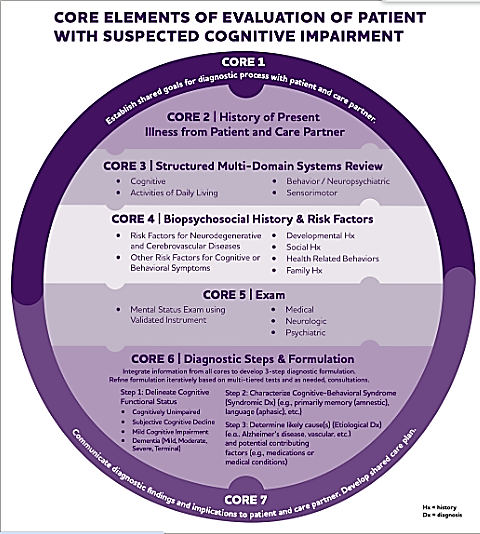 CORE ELEMENTS OF EVALUATION OF PATIENT
WITH SUSPECTED COGNITIVE IMPAIRMENT
CORE 1
Establish shared goals for diagnostic process with patient and care partner.
CORE 2 | History of Present
Illness from Patient and Care Partner
CORE 3 | Structured Multi-Domain Systems Review
• Cognitive
• Activities of Daily Living
• Behavior / Neuropsychiatric
• Sensorimotor
CORE 4 | Biopsychosocial History & Risk Factors
• Risk Factors for Neurodegenerative
and Cerebrovascular Diseases
• Other Risk Factors for Cognitive or
Behavioral Symptoms
• Developmental Hx
• Social Hx
• Health Related Behaviors
• Family Hx
CORE 5 | Exam
• Mental Status Exam using
Validated Instrument
• Medical
• Neurologic
• Psychiatric
CORE 6 | Diagnostic Steps & Formulation
Integrate information from all cores to develop 3-step diagnostic formulation.
Refine formulation iteratively based on multi-tiered tests and as needed, consultations.
Step 1: Delineate Cognitive
Functional Status
• Cognitively Unimpaired
• Subjective Cognitive Decline
• Mild Cognitive Impairment
• Dementia (Mild, Moderate,
Severe, Terminal)
Step 2: Characterize Cognitive-Behavioral Syndrome
(Syndromic Dx) (e.g., primarily memory (amnestic),
language (aphasic), etc.)
Step 3: Determine likely cause(s) (Etiological Dx)
(e.g., Alzheimer's disease, vascular, etc.)
and potential contributing
factors (e.g., medications or
medical conditions)
Communicate diagnostic findings and implications to patient and care partner. Develop shared care plan.
CORE 7
Hx = history
Dx = diagnosis